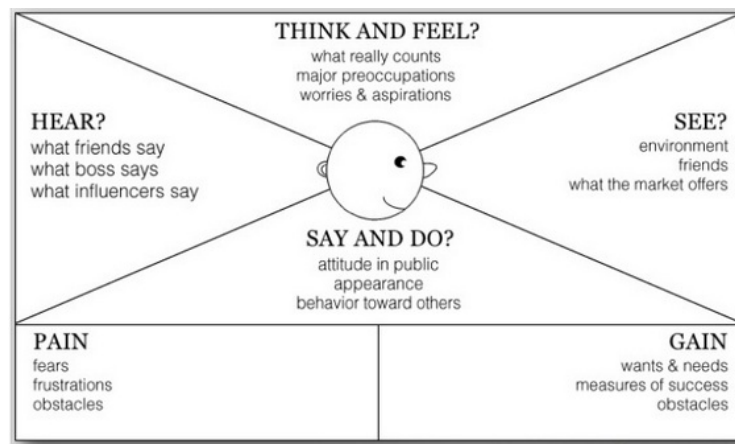 THINK AND FEEL?
what really counts
major preoccupations
worries & aspirations
HEAR?
what friends say
what boss says
what influencers say
SEE?
environment
friends
what the market offers
SAY AND DO?
attitude in public
appearance
behavior toward others
PAIN
fears
frustrations
obstacles
GAIN
wants & needs
measures of success
obstacles